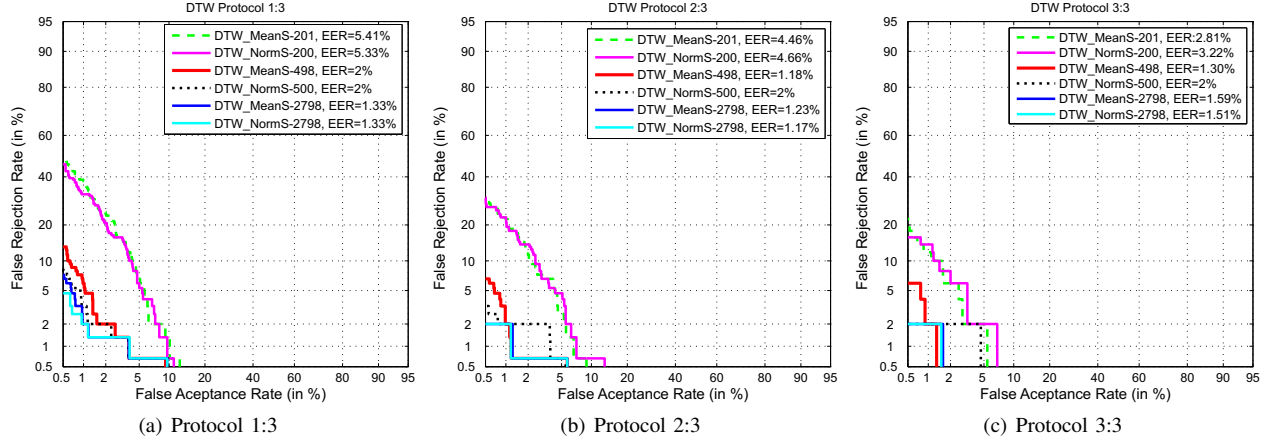 DTW Protocol 1:3
DTW_MeanS-201, EER=5.41%
DTW_NormS-200, EER=5.33%
DTW_MeanS-498, EER=2%
DTW_NormS-500, EER=2%
DTW_MeanS-2798, EER=1.33%
DTW_NormS-2798, EER=1.33%
False Rejection Rate (in %)
95
90
80
60
40
20
10
5
2
1
0.5
0.5 1 2 5 10 20 40 60 80 90 95
False Aceptance Rate (in %)
(a) Protocol 1:3
DTW Protocol 2:3
DTW_MeanS-201, EER=4.46%
DTW_NormS-200, EER=4.66%
DTW_MeanS-498, EER=1.18%
DTW_NormS-500, EER=2%
DTW_MeanS-2798, EER=1.23%
DTW_NormS-2798, EER=1.17%
False Rejection Rate (in %)
95
90
80
60
40
20
10
5
2
1
0.5
0.5 1 2 5 10 20 40 60 80 90 95
False Aceptance Rate (in %)
(b) Protocol 2:3
DTW Protocol 3:3
DTW_MeanS-201, EER:2.81%
DTW_NormS-200, EER=3.22%
DTW_MeanS-498, EER=1.30%
DTW_NormS-500, EER=2%
DTW_MeanS-2798, EER=1.59%
DTW_NormS-2798, EER=1.51%
False Rejection Rate (in %)
95
90
80
60
40
20
10
5
2
1
0.5
0.5 1 2 5 10 20 40 60 80 90 95
False Aceptance Rate (in %)
(c) Protocol 3:3